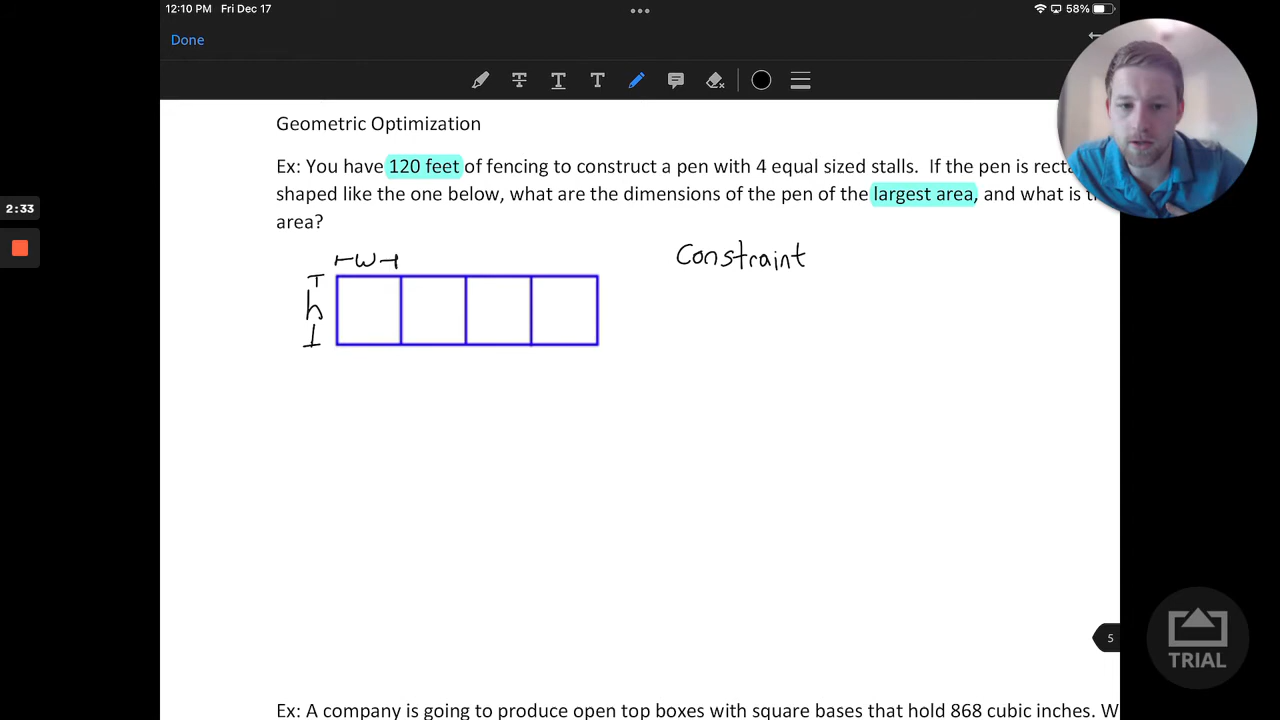 12:10 PM Fri Dec 17
58%
Done
Geometric Optimization
Ex: You have 120 feet of fencing to construct a pen with 4 equal sized stalls. If the pen is
shaped like the one below, what are the dimensions of the pen of the largest area, and what is
area?
w
Constraint
h
2:33
5
TRIAL
Ex: A company is going to produce open top boxes with square bases that hold 868 cubic inches. W